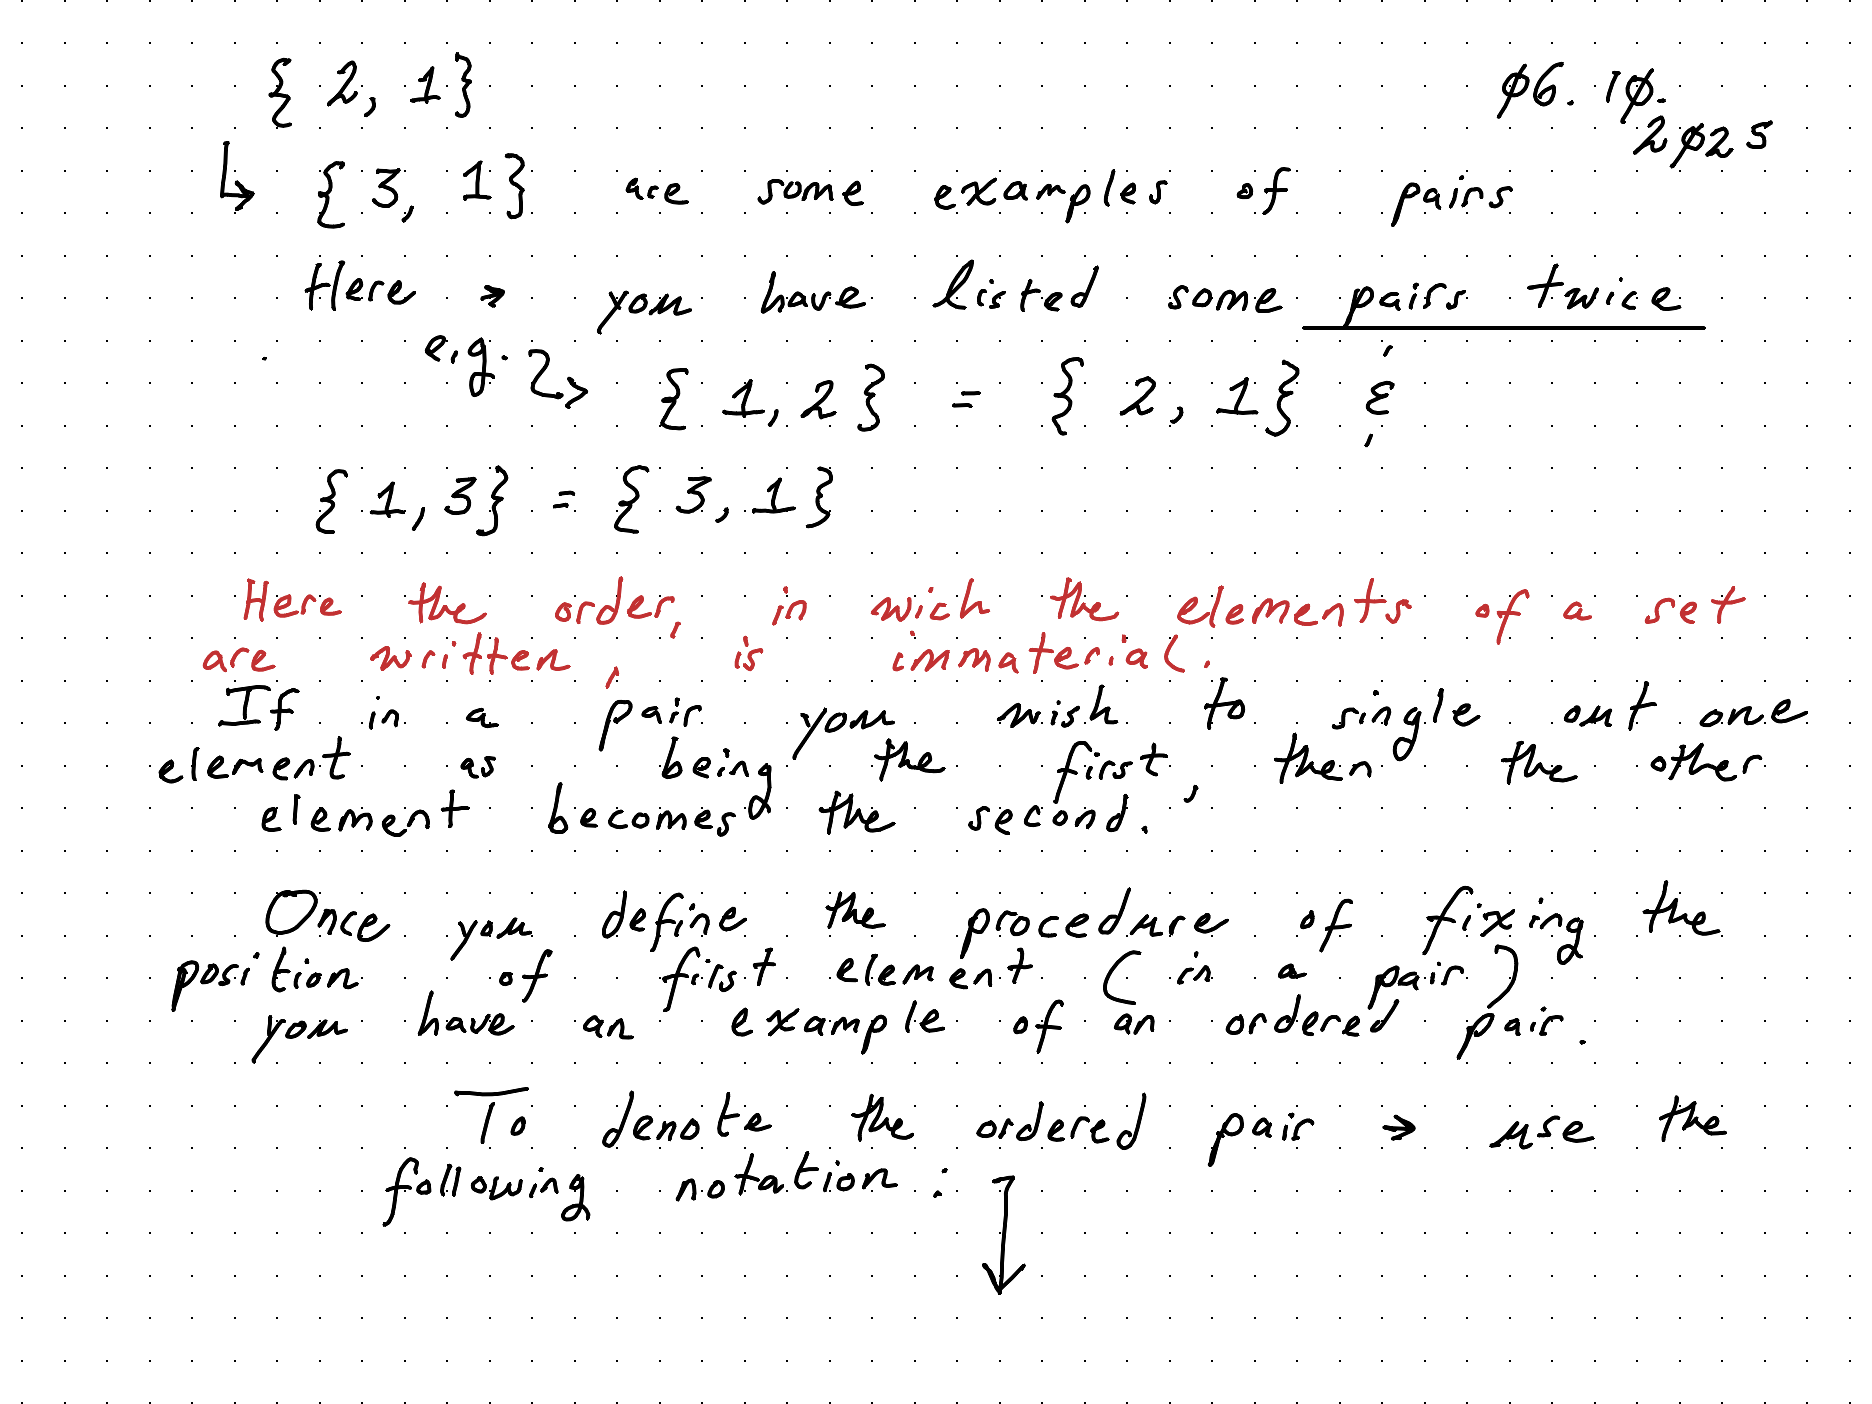 { 2, 1}
ø6. 1ø.
2ø25
↳ {3, 1} are some examples of pairs
Here → you have listed some pairs twice
e.g. → { 1, 2 } = { 2, 1} &
{ 1, 3} = { 3, 1}
Here the order, in wich the elements of a set
are written, is immaterial.
If in a pair you wish to single out one
element as being the first, then the other
element becomes the second.
Once you define the procedure of fixing the
position of first element (in a pair)
you have an example of an ordered pair.
To denote the ordered pair → use the
following notation : ↓